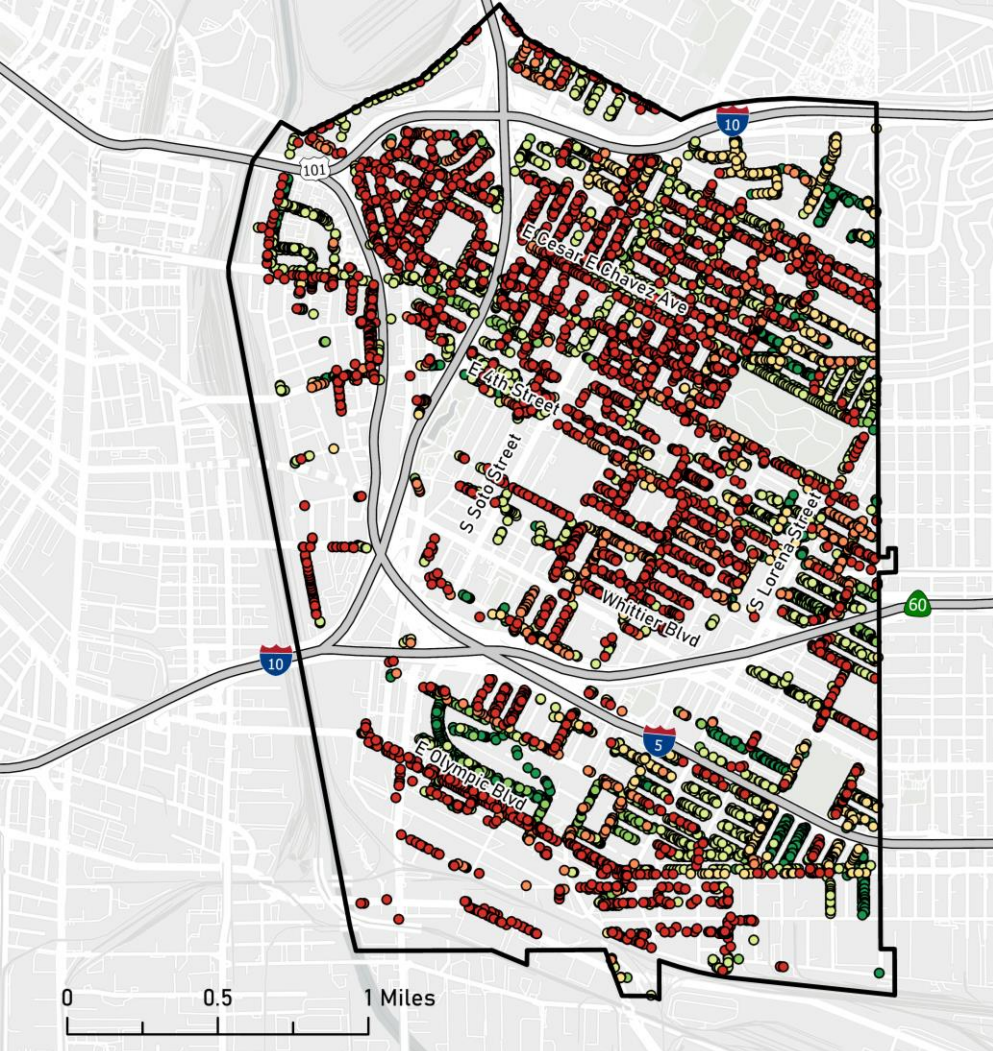 10
101
E Cesar E Chavez Ave
E 4th Street
S Soto Street
S Lorena Street
Whittier Blvd
60
10
5
E Olympic Blvd
0 0.5 1 Miles